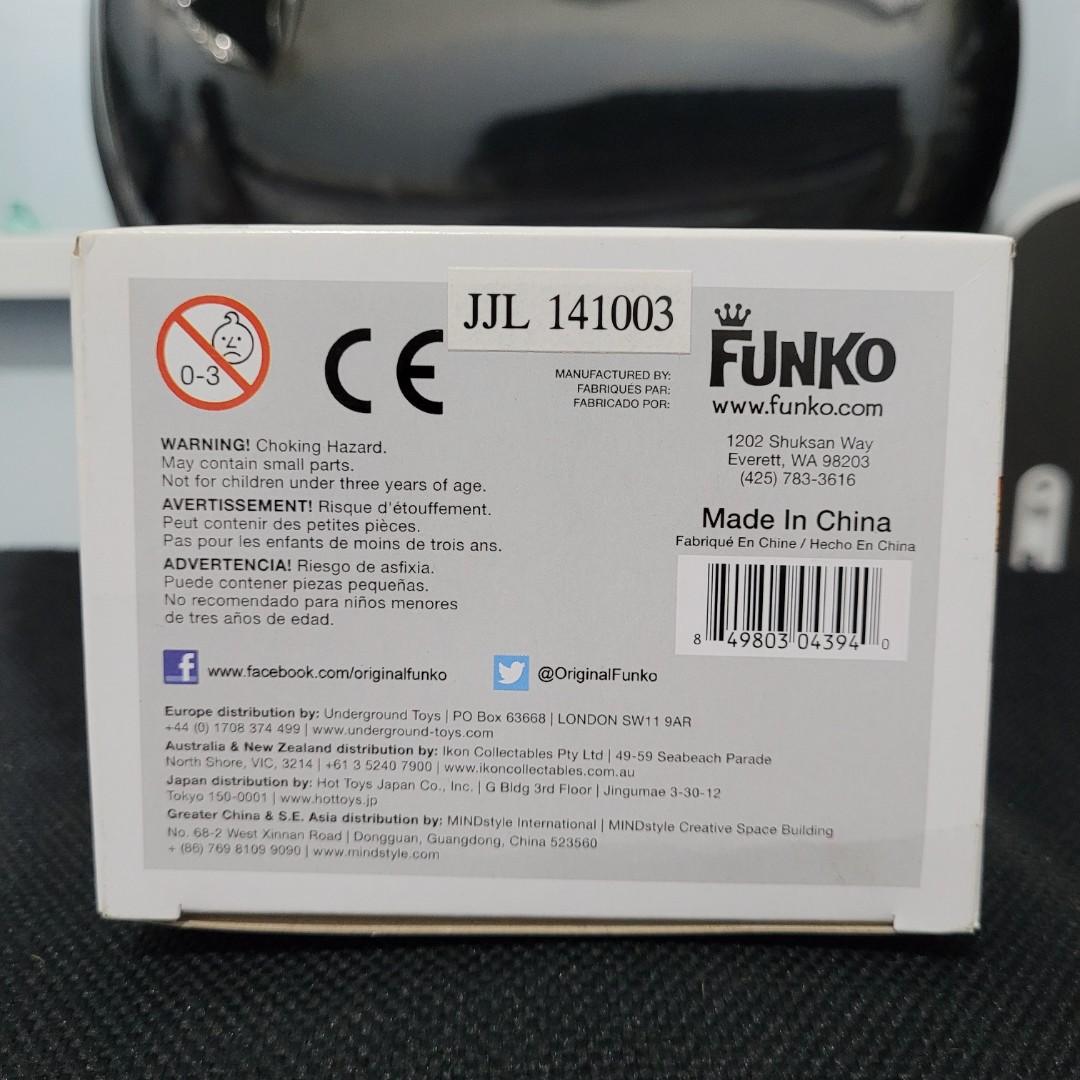 JJL 141003
0-3
CE
MANUFACTURED BY:
FABRIQUÉS PAR:
FABRICADO POR:
FUNKO
www.funko.com
1202 Shuksan Way
Everett, WA 98203
(425) 783-3616
WARNING! Choking Hazard.
May contain small parts.
Not for children under three years of age.
AVERTISSEMENT! Risque d'étouffement.
Peut contenir des petites pièces.
Pas pour les enfants de moins de trois ans.
ADVERTENCIA! Riesgo de asfixia.
Puede contener piezas pequeñas.
No recomendado para niños menores
de tres años de edad.
Made In China
Fabriqué En Chine / Hecho En China
8 49803 04394 0
f www.facebook.com/originalfunko
@OriginalFunko
Europe distribution by: Underground Toys | PO Box 63668 | LONDON SW11 9AR
+44 (0) 1708 374 499 | www.underground-toys.com
Australia & New Zealand distribution by: Ikon Collectables Pty Ltd | 49-59 Seabeach Parade
North Shore, VIC, 3214 | +61 3 5240 7900 | www.ikoncollectables.com.au
Japan distribution by: Hot Toys Japan Co., Inc. | G Bldg 3rd Floor | Jingumae 3-30-12
Tokyo 150-0001 | www.hottoys.jp
Greater China & S.E. Asia distribution by: MINDstyle International | MINDstyle Creative Space Building
No. 68-2 West Xinnan Road | Dongguan, Guangdong, China 523560
+ (86) 769 8109 9090 | www.mindstyle.com